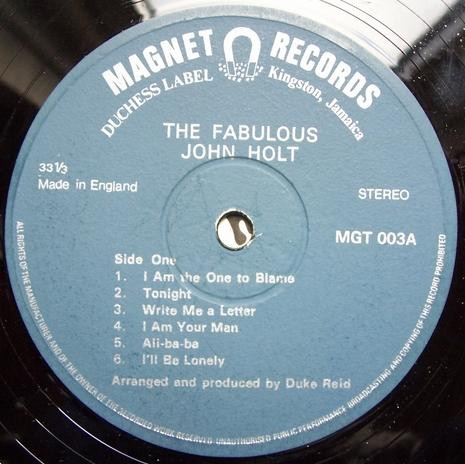 MAGNET RECORDS
DUCHESS LABEL Kingston, Jamaica
THE FABULOUS
JOHN HOLT
33 1/3
Made in England
STEREO
MGT 003A
Side One
1. I Am the One to Blame
2. Tonight
3. Write Me a Letter
4. I Am Your Man
5. Ali-ba-ba
6. I'll Be Lonely
Arranged and produced by Duke Reid
ALL RIGHTS OF THE MANUFACTURER AND OR THE OWNER OF THE RECORDED WORK RESERVED. UNAUTHORISED PUBLIC PERFORMANCE BROADCASTING AND COPYING OF THIS RECORD PROHIBITED